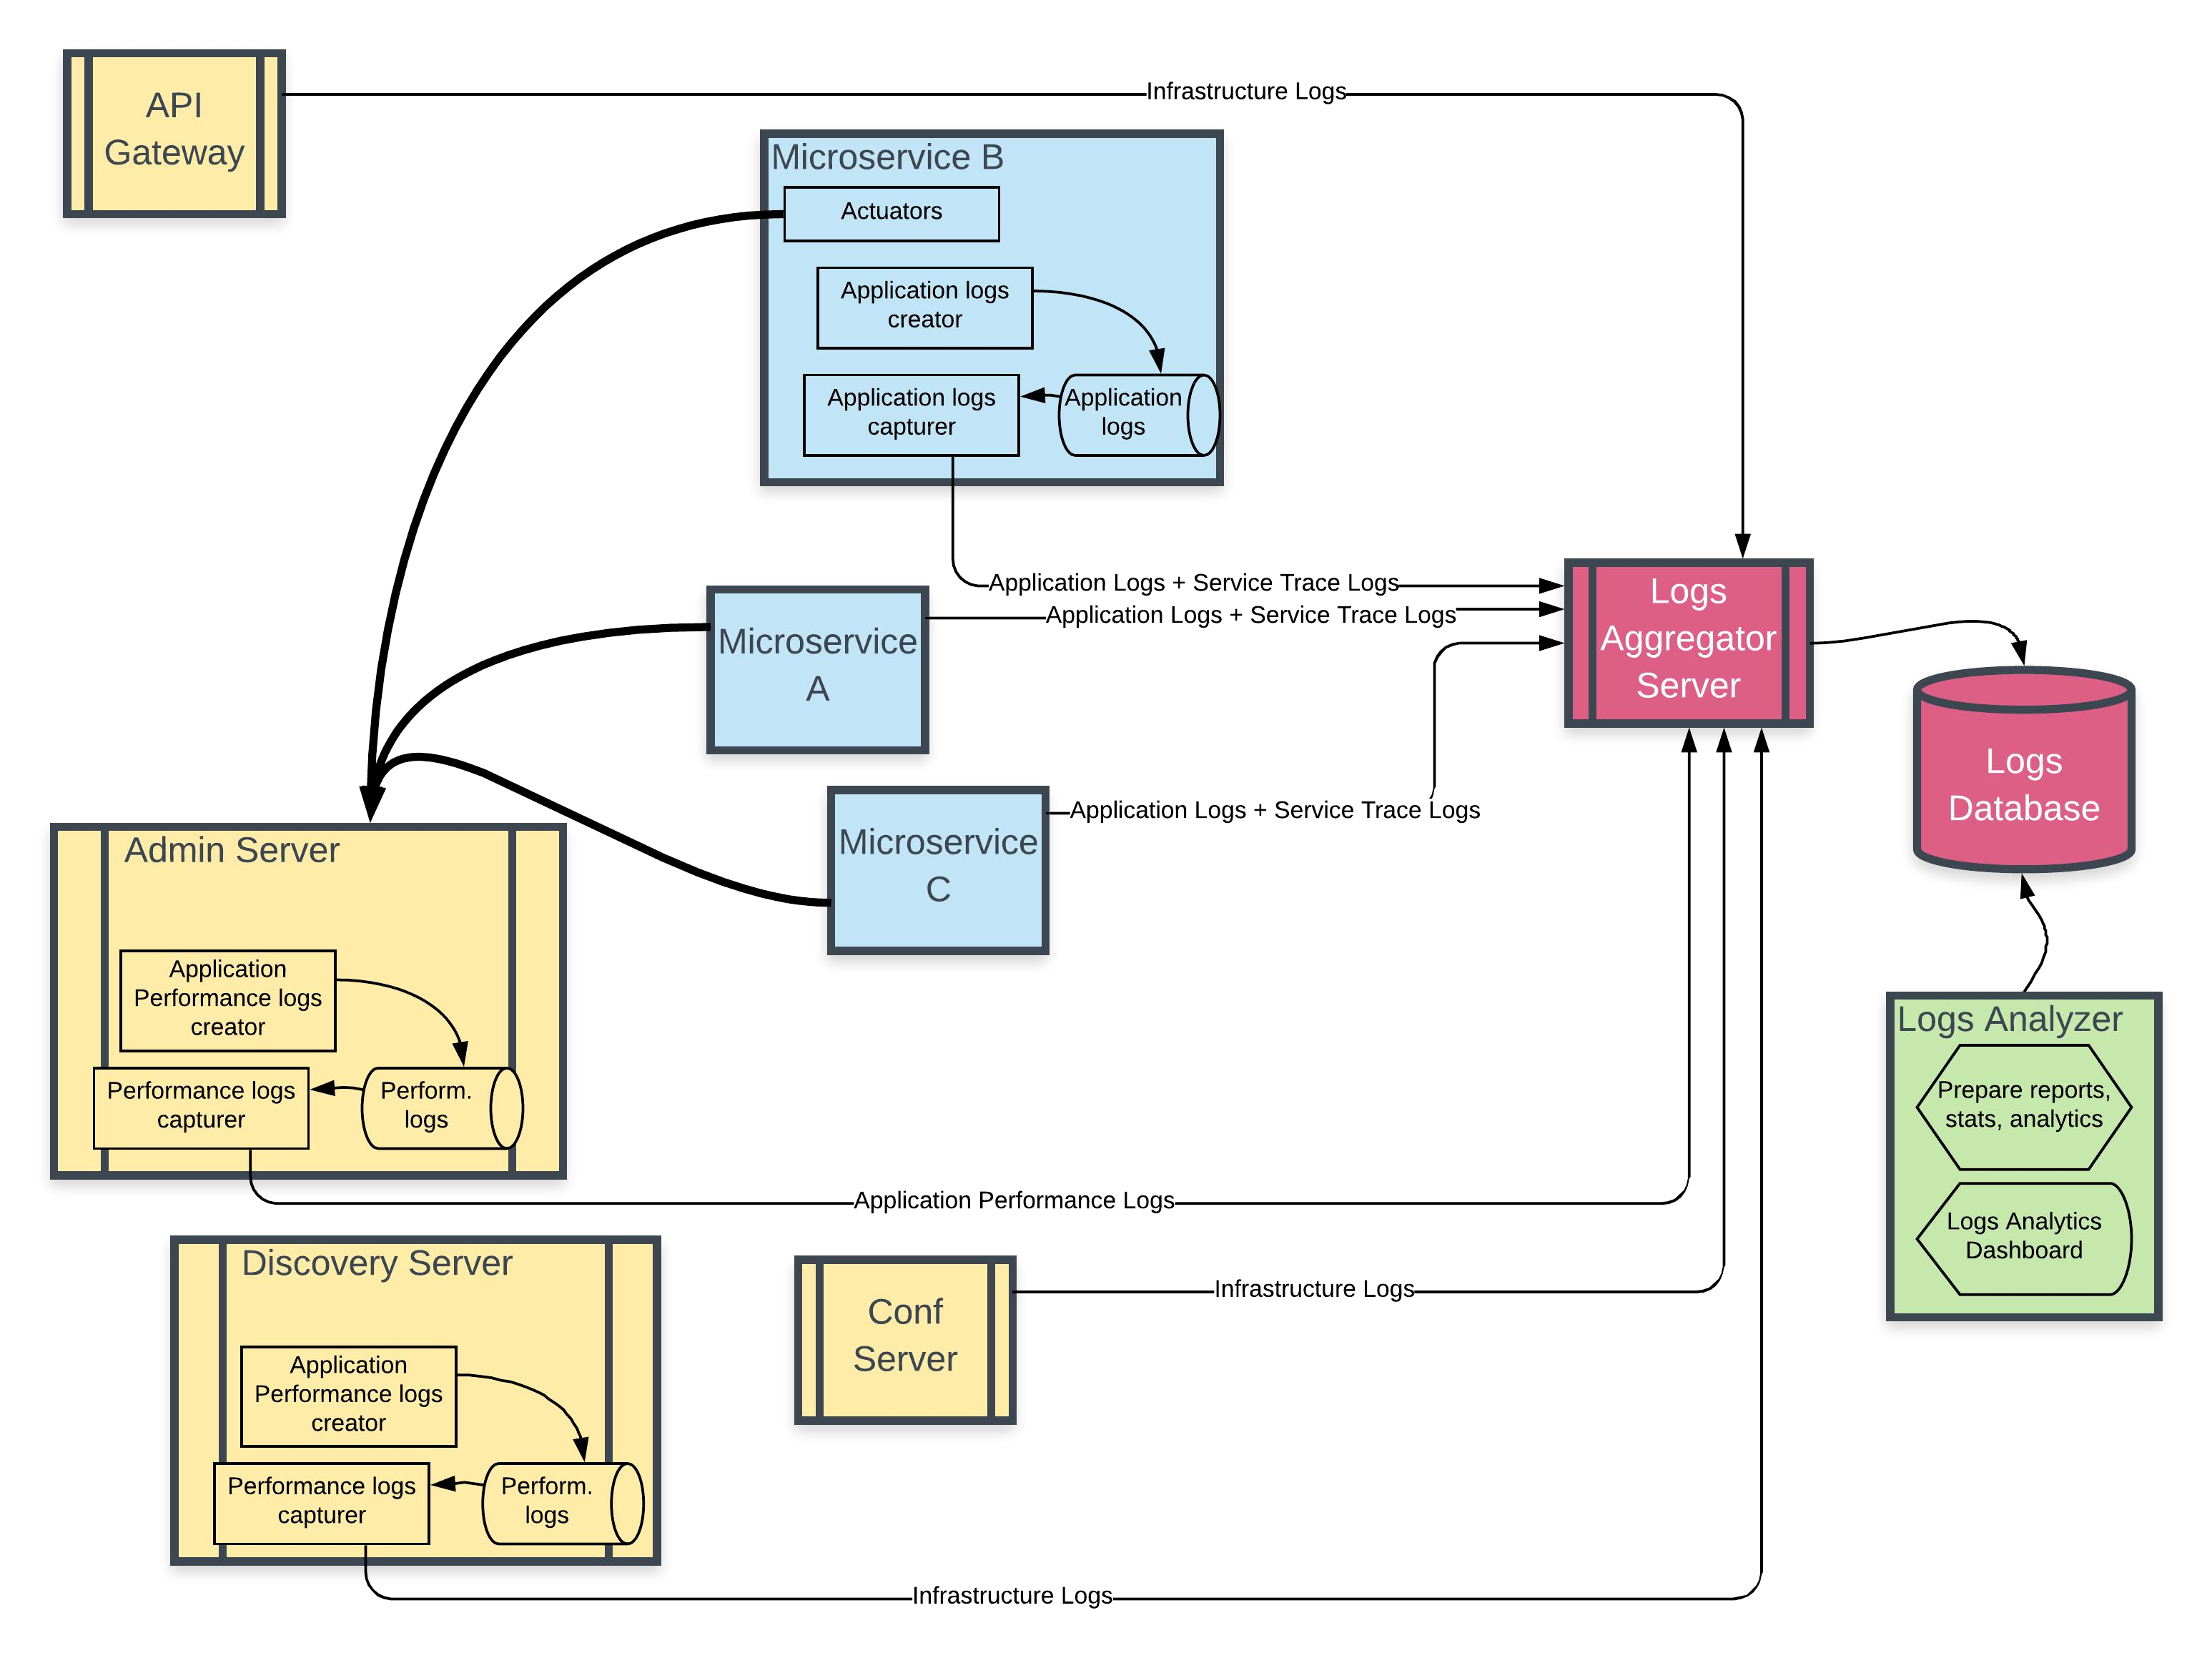 API
Gateway
Infrastructure Logs
Microservice B
Actuators
Application logs
creator
Application logs
capturer
Application
logs
Application Logs + Service Trace Logs
Application Logs + Service Trace Logs
Microservice
A
Logs
Aggregator
Server
Logs
Database
Application Logs + Service Trace Logs
Microservice
C
Admin Server
Application
Performance logs
creator
Performance logs
capturer
Perform.
logs
Logs Analyzer
Prepare reports,
stats, analytics
Logs Analytics
Dashboard
Application Performance Logs
Discovery Server
Application
Performance logs
creator
Performance logs
capturer
Perform.
logs
Conf
Server
Infrastructure Logs
Infrastructure Logs